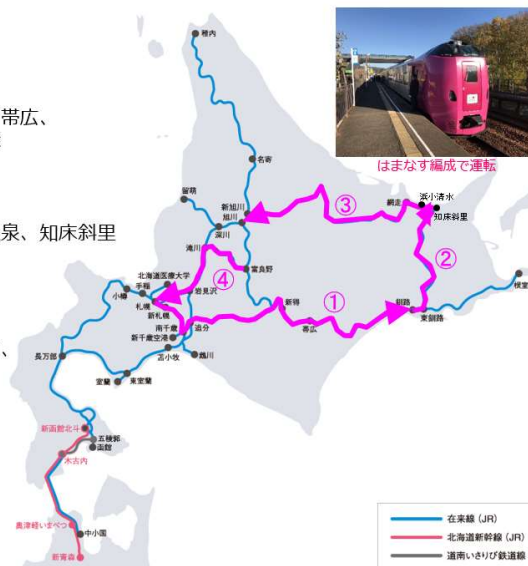 帯広、
泉、知床斜里
、
はまなす編成で運転
稚内
名寄
留萌
新旭川
旭川
深川
滝川
富良野
網走
浜小清水
知床斜里
③
②
④
①
北海道医療大学
手稲
小樽
札幌
新札幌
岩見沢
南千歳
追分
新千歳空港
苫小牧
鵡川
新得
帯広
釧路
東釧路
根室
長万部
室蘭
東室蘭
新函館北斗
五稜郭
函館
木古内
奥津軽いまべつ
中小国
新青森
在来線 (JR)
北海道新幹線 (JR)
道南いさりび鉄道線